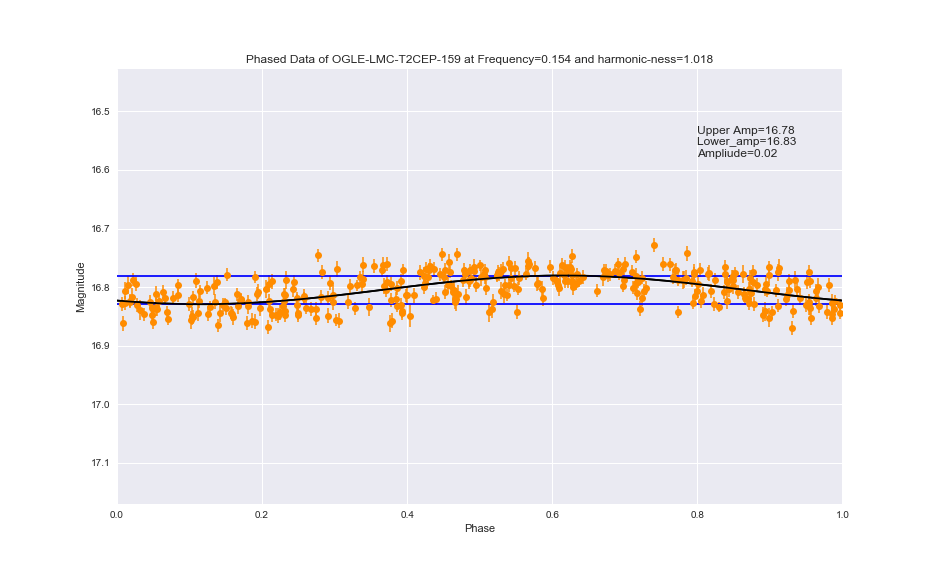 Phased Data of OGLE-LMC-T2CEP-159 at Frequency=0.154 and harmonic-ness=1.018
16.5
Upper Amp=16.78
Lower_amp=16.83
Ampliude=0.02
16.6
16.7
16.8
16.9
17.0
17.1
Magnitude
0.0 0.2 0.4 0.6 0.8 1.0
Phase